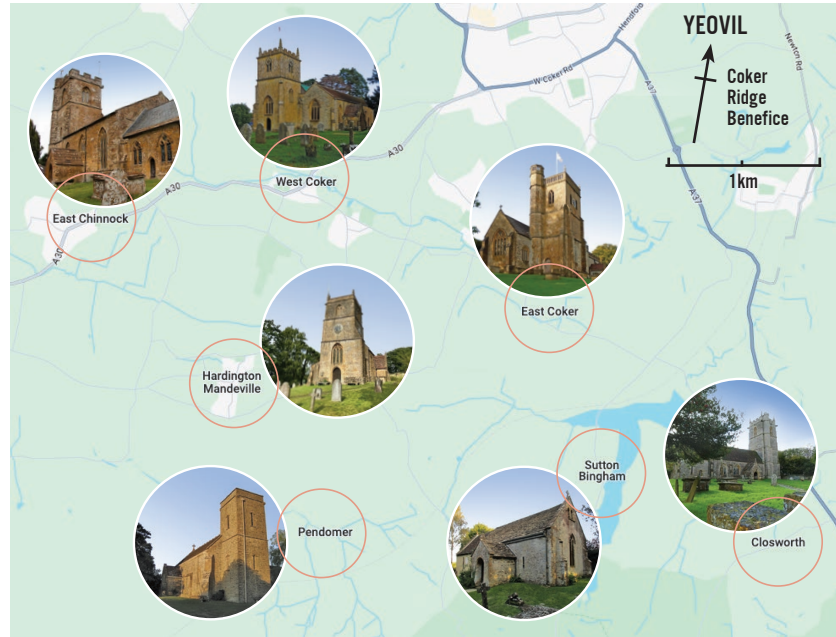 Hendford
YEOVIL
Coker
Ridge
Benefice
1km
Newton Rd
W Coker Rd
A37
A37
A30
A30
A30
East Chinnock
West Coker
East Coker
Hardington
Mandeville
Sutton
Bingham
Pendomer
Closworth